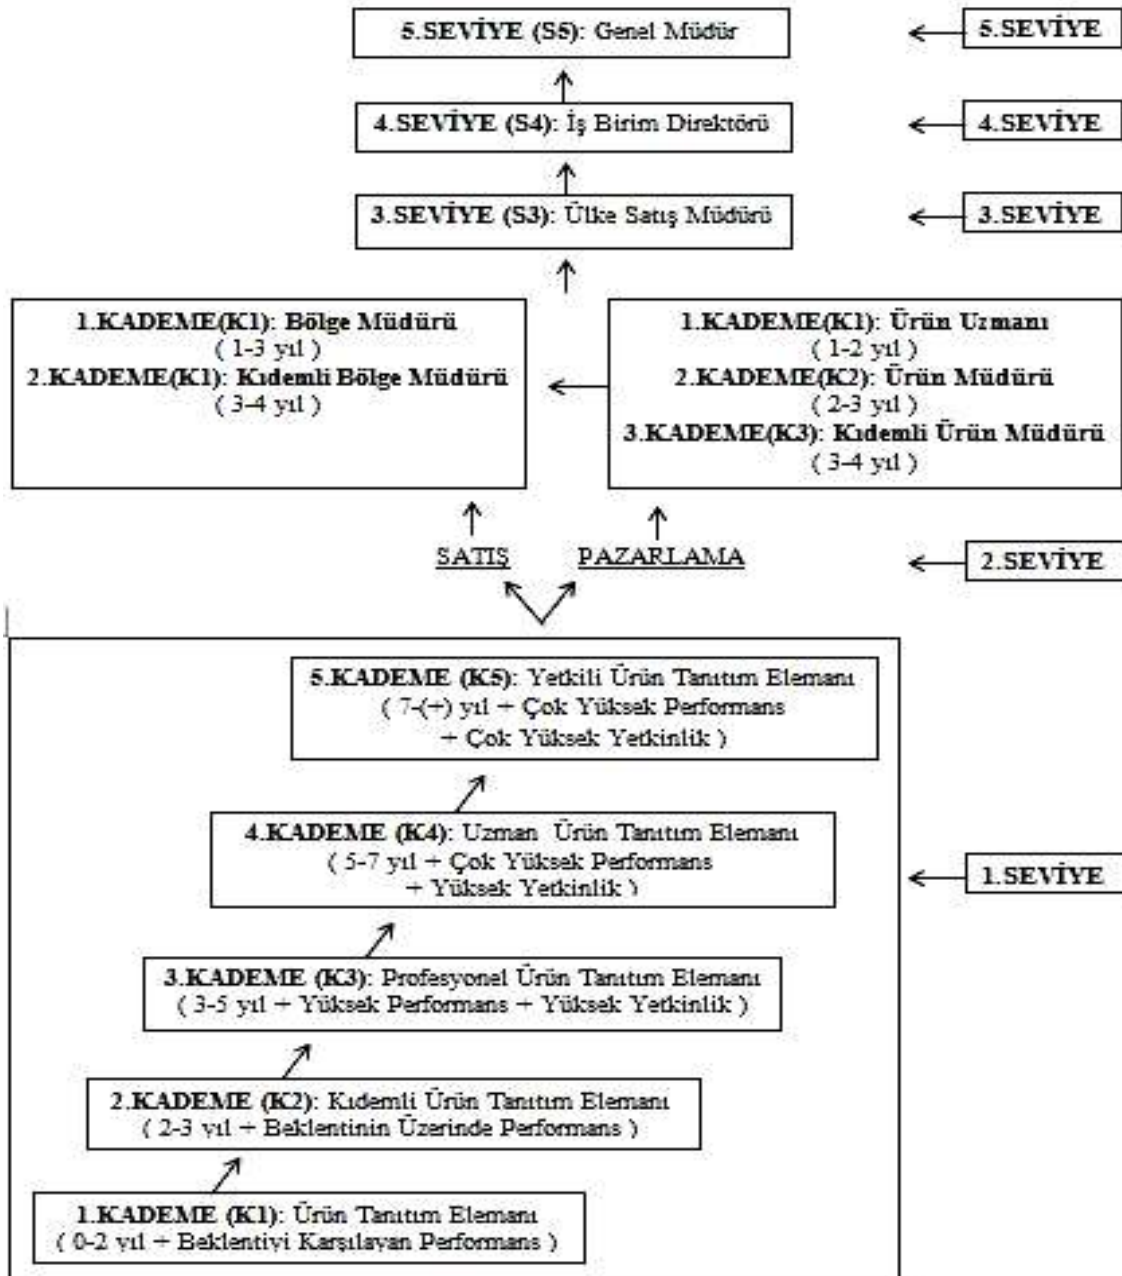 5.SEVİYE (S5): Genel Müdür
5.SEVİYE
4.SEVİYE (S4): İş Birim Direktörü
4.SEVİYE
3.SEVİYE (S3): Ülke Satış Müdürü
3.SEVİYE
1.KADEME(K1): Bölge Müdürü
( 1-3 yıl )
2.KADEME(K1): Kıdemli Bölge Müdürü
( 3-4 yıl )
1.KADEME(K1): Ürün Uzmanı
( 1-2 yıl )
2.KADEME(K2): Ürün Müdürü
( 2-3 yıl )
3.KADEME(K3): Kıdemli Ürün Müdürü
( 3-4 yıl )
SATIŞ
PAZARLAMA
2.SEVİYE
5.KADEME (K5): Yetkili Ürün Tanıtım Elemanı
( 7-(+) yıl + Çok Yüksek Performans
+ Çok Yüksek Yetkinlik )
4.KADEME (K4): Uzman Ürün Tanıtım Elemanı
( 5-7 yıl + Çok Yüksek Performans
+ Yüksek Yetkinlik )
1.SEVİYE
3.KADEME (K3): Profesyonel Ürün Tanıtım Elemanı
( 3-5 yıl + Yüksek Performans + Yüksek Yetkinlik )
2.KADEME (K2): Kıdemli Ürün Tanıtım Elemanı
( 2-3 yıl + Beklentinin Üzerinde Performans )
1.KADEME (K1): Ürün Tanıtım Elemanı
( 0-2 yıl + Beklentiyi Karşılayan Performans )